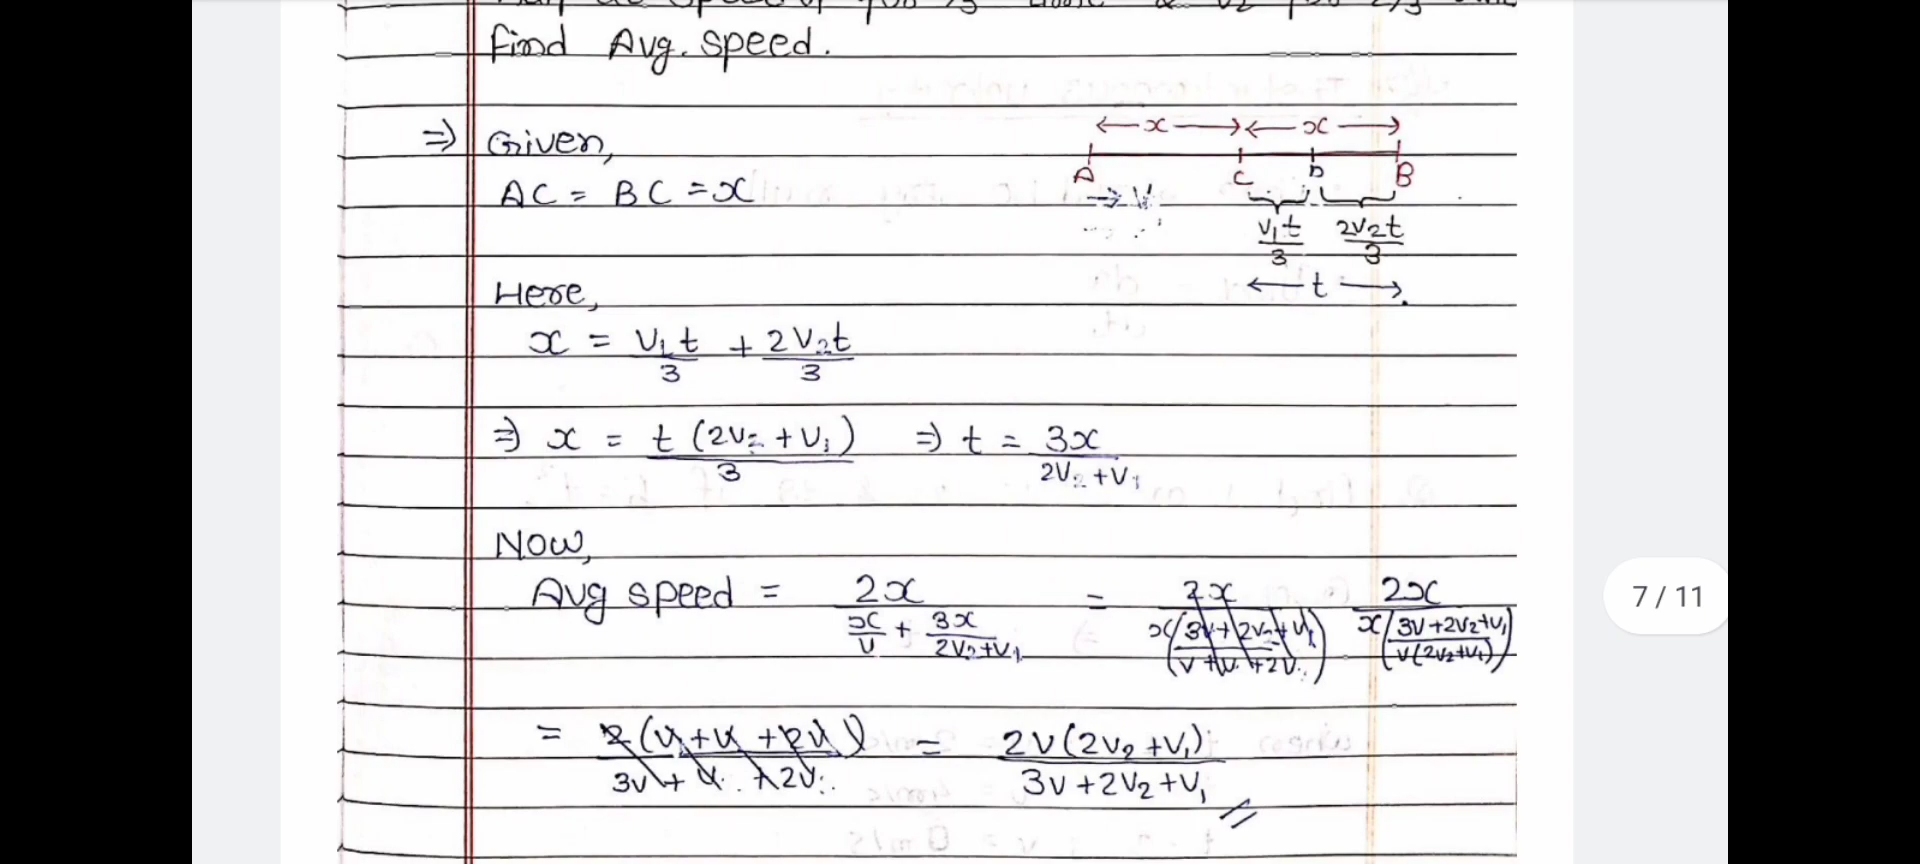 find Avg. speed.
⇒ Given,
AC = BC = x
←x→←x→
A C D B
→ V
V₁t/3 2V₂t/3
←t→
Here,
x = V₁t/3 + 2V₂t/3
⇒ x = t(2V₂+V₁)/3 ⇒ t = 3x/(2V₂+V₁)
Now,
Avg speed = 2x/(x/v + 3x/(2V₂+V₁)) = 2x/(x((3v+2V₂+V₁)/(v(2V₂+V₁))))
= 2V(2V₂+V₁)/(3V+2V₂+V₁)
7 / 11